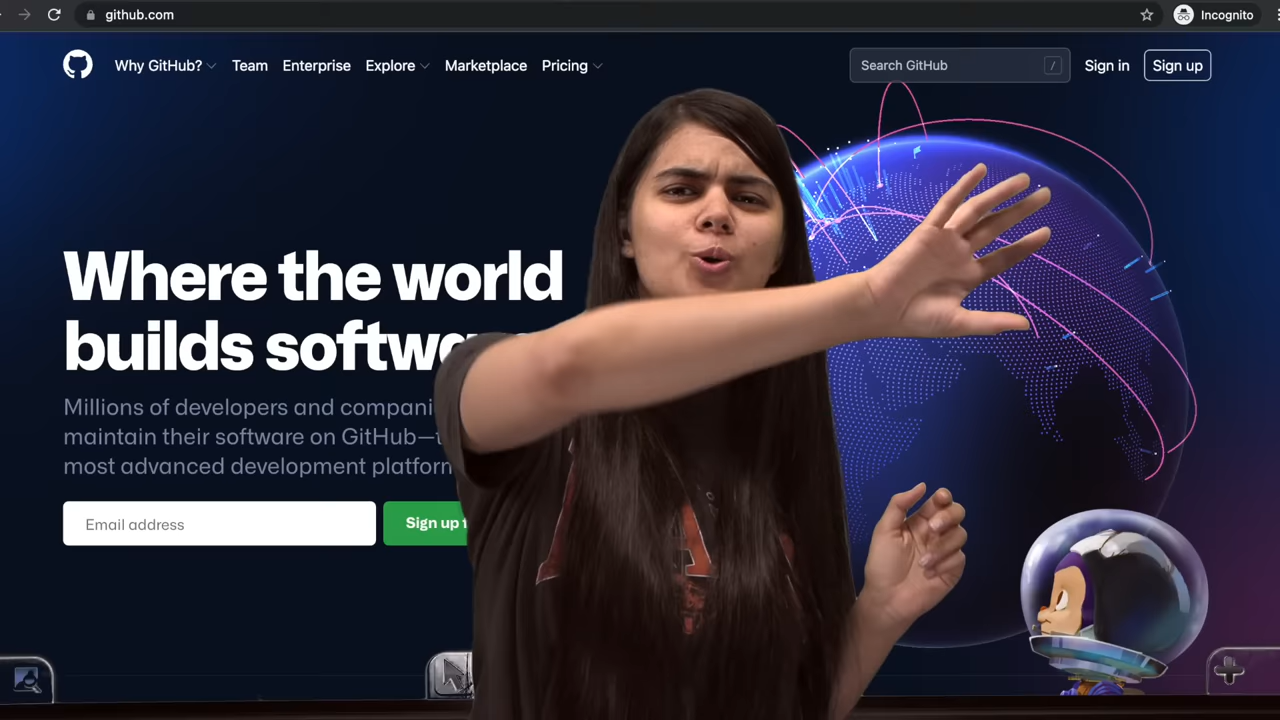 github.com
Incognito
Why GitHub? Team Enterprise Explore Marketplace Pricing
Search GitHub /
Sign in
Sign up
Where the world
builds softw
Millions of developers and compani
maintain their software on GitHub—t
most advanced development platform
Email address
Sign up f